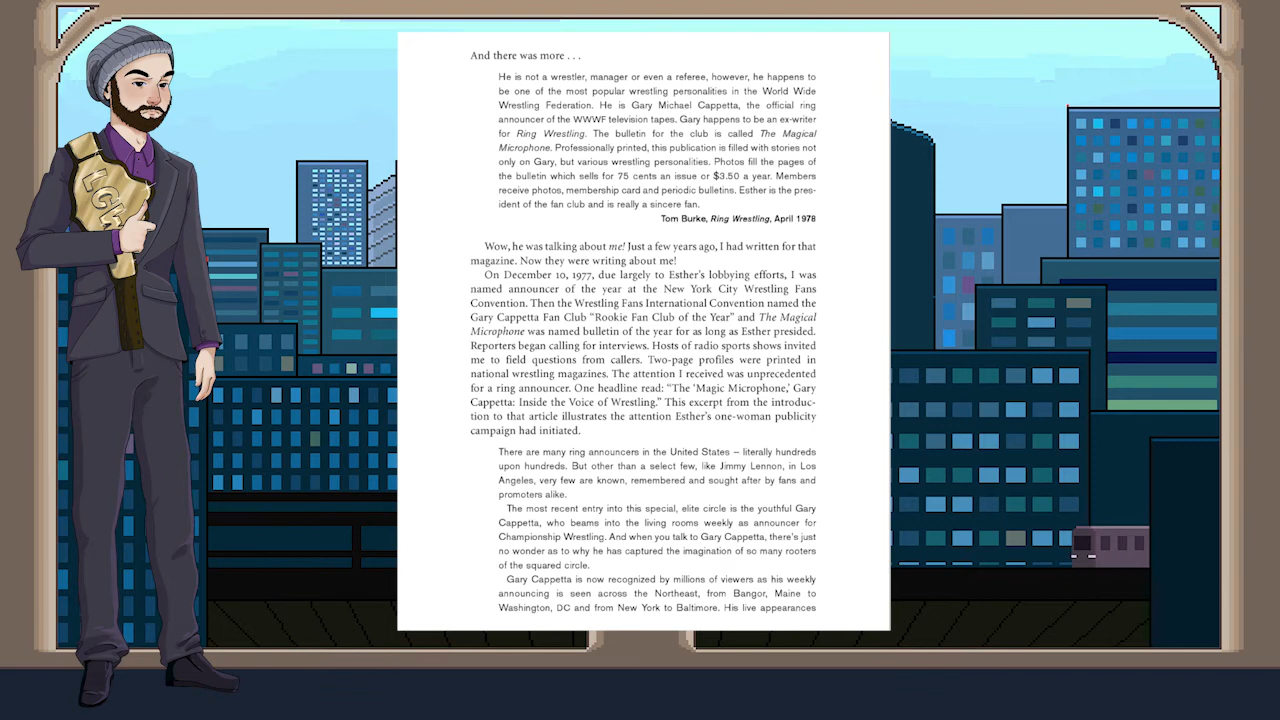 And there was more . . .
He is not a wrestler, manager or even a referee, however, he happens to
be one of the most popular wrestling personalities in the World Wide
Wrestling Federation. He is Gary Michael Cappetta, the official ring
announcer of the WWWF television tapes. Gary happens to be an ex-writer
for Ring Wrestling. The bulletin for the club is called The Magical
Microphone. Professionally printed, this publication is filled with stories not
only on Gary, but various wrestling personalities. Photos fill the pages of
the bulletin which sells for 75 cents an issue or $3.50 a year. Members
receive photos, membership card and periodic bulletins. Esther is the pres-
ident of the fan club and is really a sincere fan.
Tom Burke, Ring Wrestling, April 1978
Wow, he was talking about me! Just a few years ago, I had written for that
magazine. Now they were writing about me!
On December 10, 1977, due largely to Esther's lobbying efforts, I was
named announcer of the year at the New York City Wrestling Fans
Convention. Then the Wrestling Fans International Convention named the
Gary Cappetta Fan Club “Rookie Fan Club of the Year” and The Magical
Microphone was named bulletin of the year for as long as Esther presided.
Reporters began calling for interviews. Hosts of radio sports shows invited
me to field questions from callers. Two-page profiles were printed in
national wrestling magazines. The attention I received was unprecedented
for a ring announcer. One headline read: “The ‘Magic Microphone,’ Gary
Cappetta: Inside the Voice of Wrestling.” This excerpt from the introduc-
tion to that article illustrates the attention Esther's one-woman publicity
campaign had initiated.
There are many ring announcers in the United States – literally hundreds
upon hundreds. But other than a select few, like Jimmy Lennon, in Los
Angeles, very few are known, remembered and sought after by fans and
promoters alike.
The most recent entry into this special, elite circle is the youthful Gary
Cappetta, who beams into the living rooms weekly as announcer for
Championship Wrestling. And when you talk to Gary Cappetta, there's just
no wonder as to why he has captured the imagination of so many rooters
of the squared circle.
Gary Cappetta is now recognized by millions of viewers as his weekly
announcing is seen across the Northeast, from Bangor, Maine to
Washington, DC and from New York to Baltimore. His live appearances